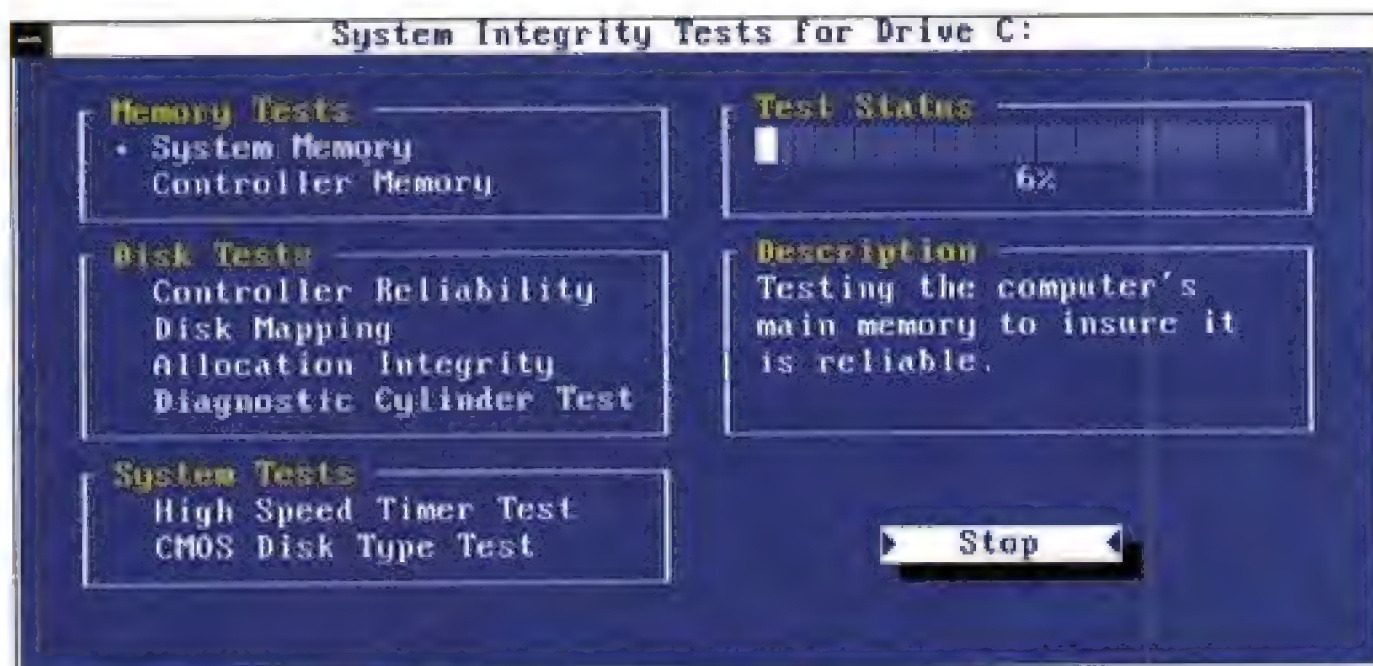 System Integrity Tests for Drive C:
Memory Tests
• System Memory
Controller Memory
Disk Tests
Controller Reliability
Disk Mapping
Allocation Integrity
Diagnostic Cylinder Test
System Tests
High Speed Timer Test
CMOS Disk Type Test
Test Status
6%
Description
Testing the computer's
main memory to insure it
is reliable.
Stop